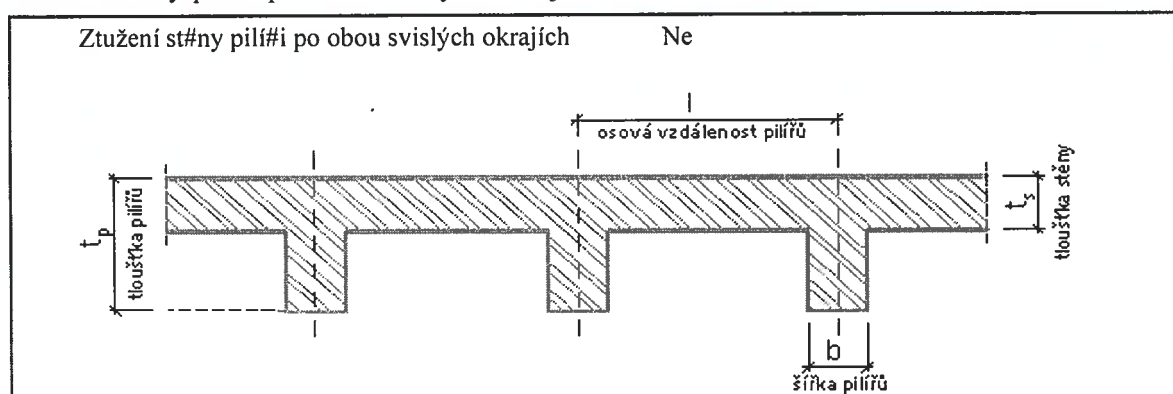 Ztužení st#ny pilí#i po obou svislých okrajích Ne
l
osová vzdálenost pilířů
t_p
tloušťka pilířů
t_s
tloušťka stěny
b
šířka pilířů